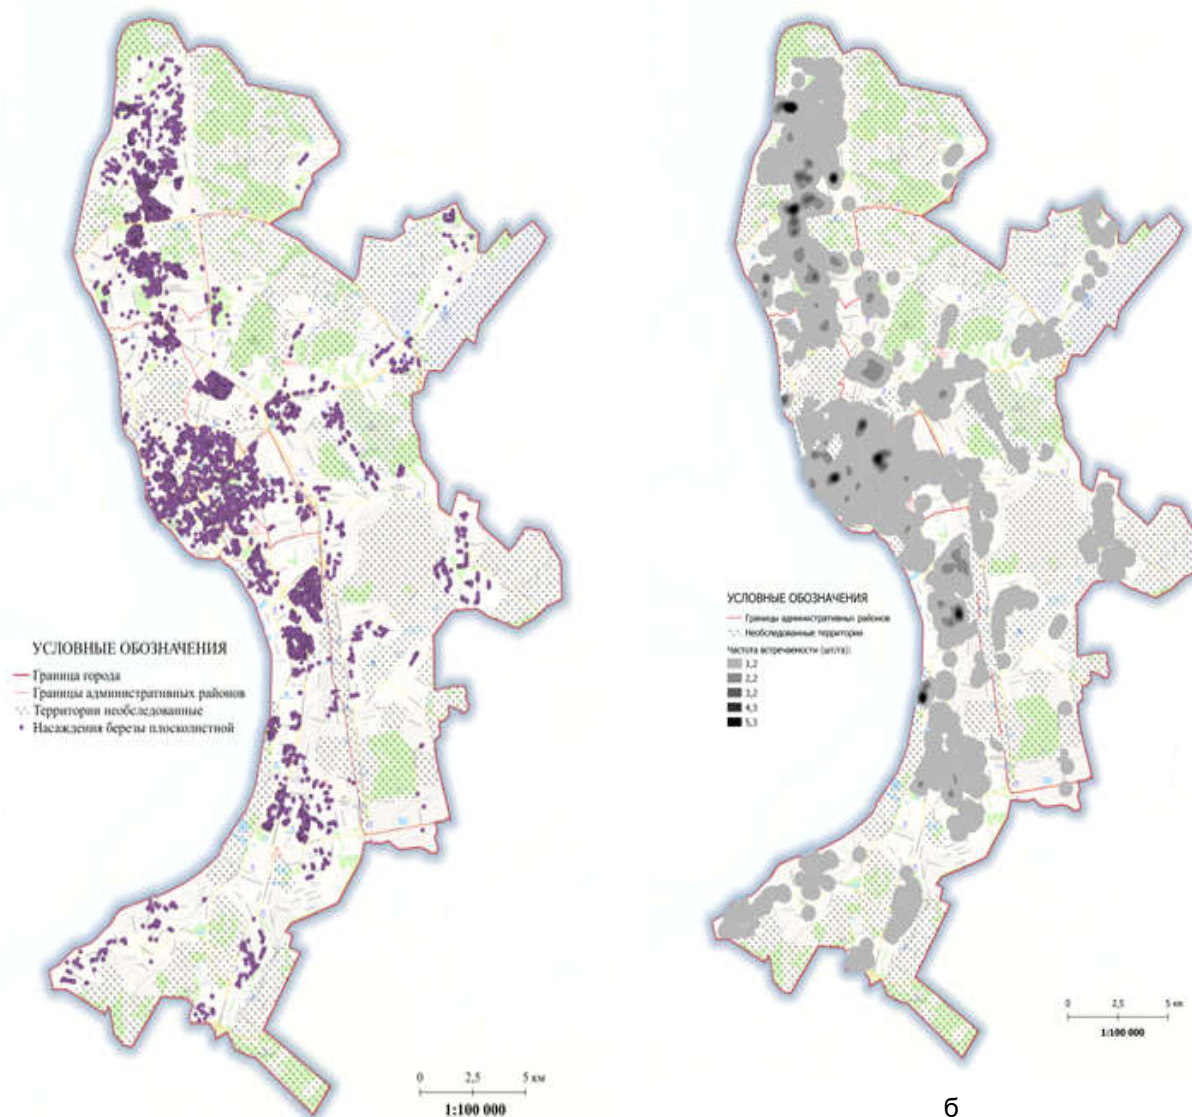 УСЛОВНЫЕ ОБОЗНАЧЕНИЯ
Граница города
Границы административных районов
Территории необследованные
Насаждения березы плосколистной
0 2,5 5 км
1:100 000
УСЛОВНЫЕ ОБОЗНАЧЕНИЯ
Границы административных районов
Необследованные территории
Частота встречаемости (шт/га):
1,2
2,2
3,2
4,3
5,3
0 2,5 5 км
1:100 000
б